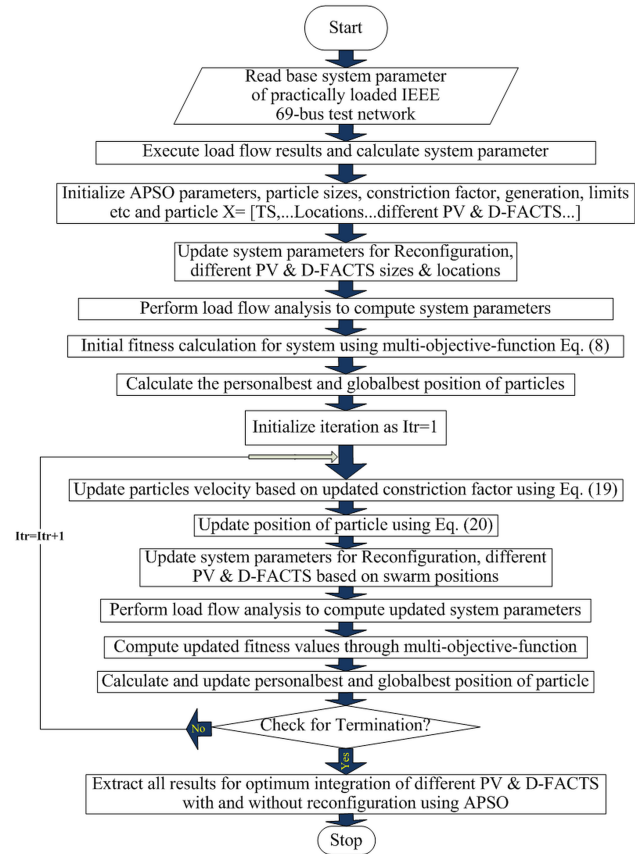 Start
Read base system parameter
of practically loaded IEEE
69-bus test network
Execute load flow results and calculate system parameter
Initialize APSO parameters, particle sizes, constriction factor, generation, limits
etc and particle X= [TS,...Locations...different PV & D-FACTS...]
Update system parameters for Reconfiguration,
different PV & D-FACTS sizes & locations
Perform load flow analysis to compute system parameters
Initial fitness calculation for system using multi-objective-function Eq. (8)
Calculate the personalbest and globalbest position of particles
Initialize iteration as Itr=1
Update particles velocity based on updated constriction factor using Eq. (19)
Update position of particle using Eq. (20)
Itr=Itr+1
Update system parameters for Reconfiguration, different
PV & D-FACTS based on swarm positions
Perform load flow analysis to compute updated system parameters
Compute updated fitness values through multi-objective-function
Calculate and update personalbest and globalbest position of particle
No
Check for Termination?
Yes
Extract all results for optimum integration of different PV & D-FACTS
with and without reconfiguration using APSO
Stop